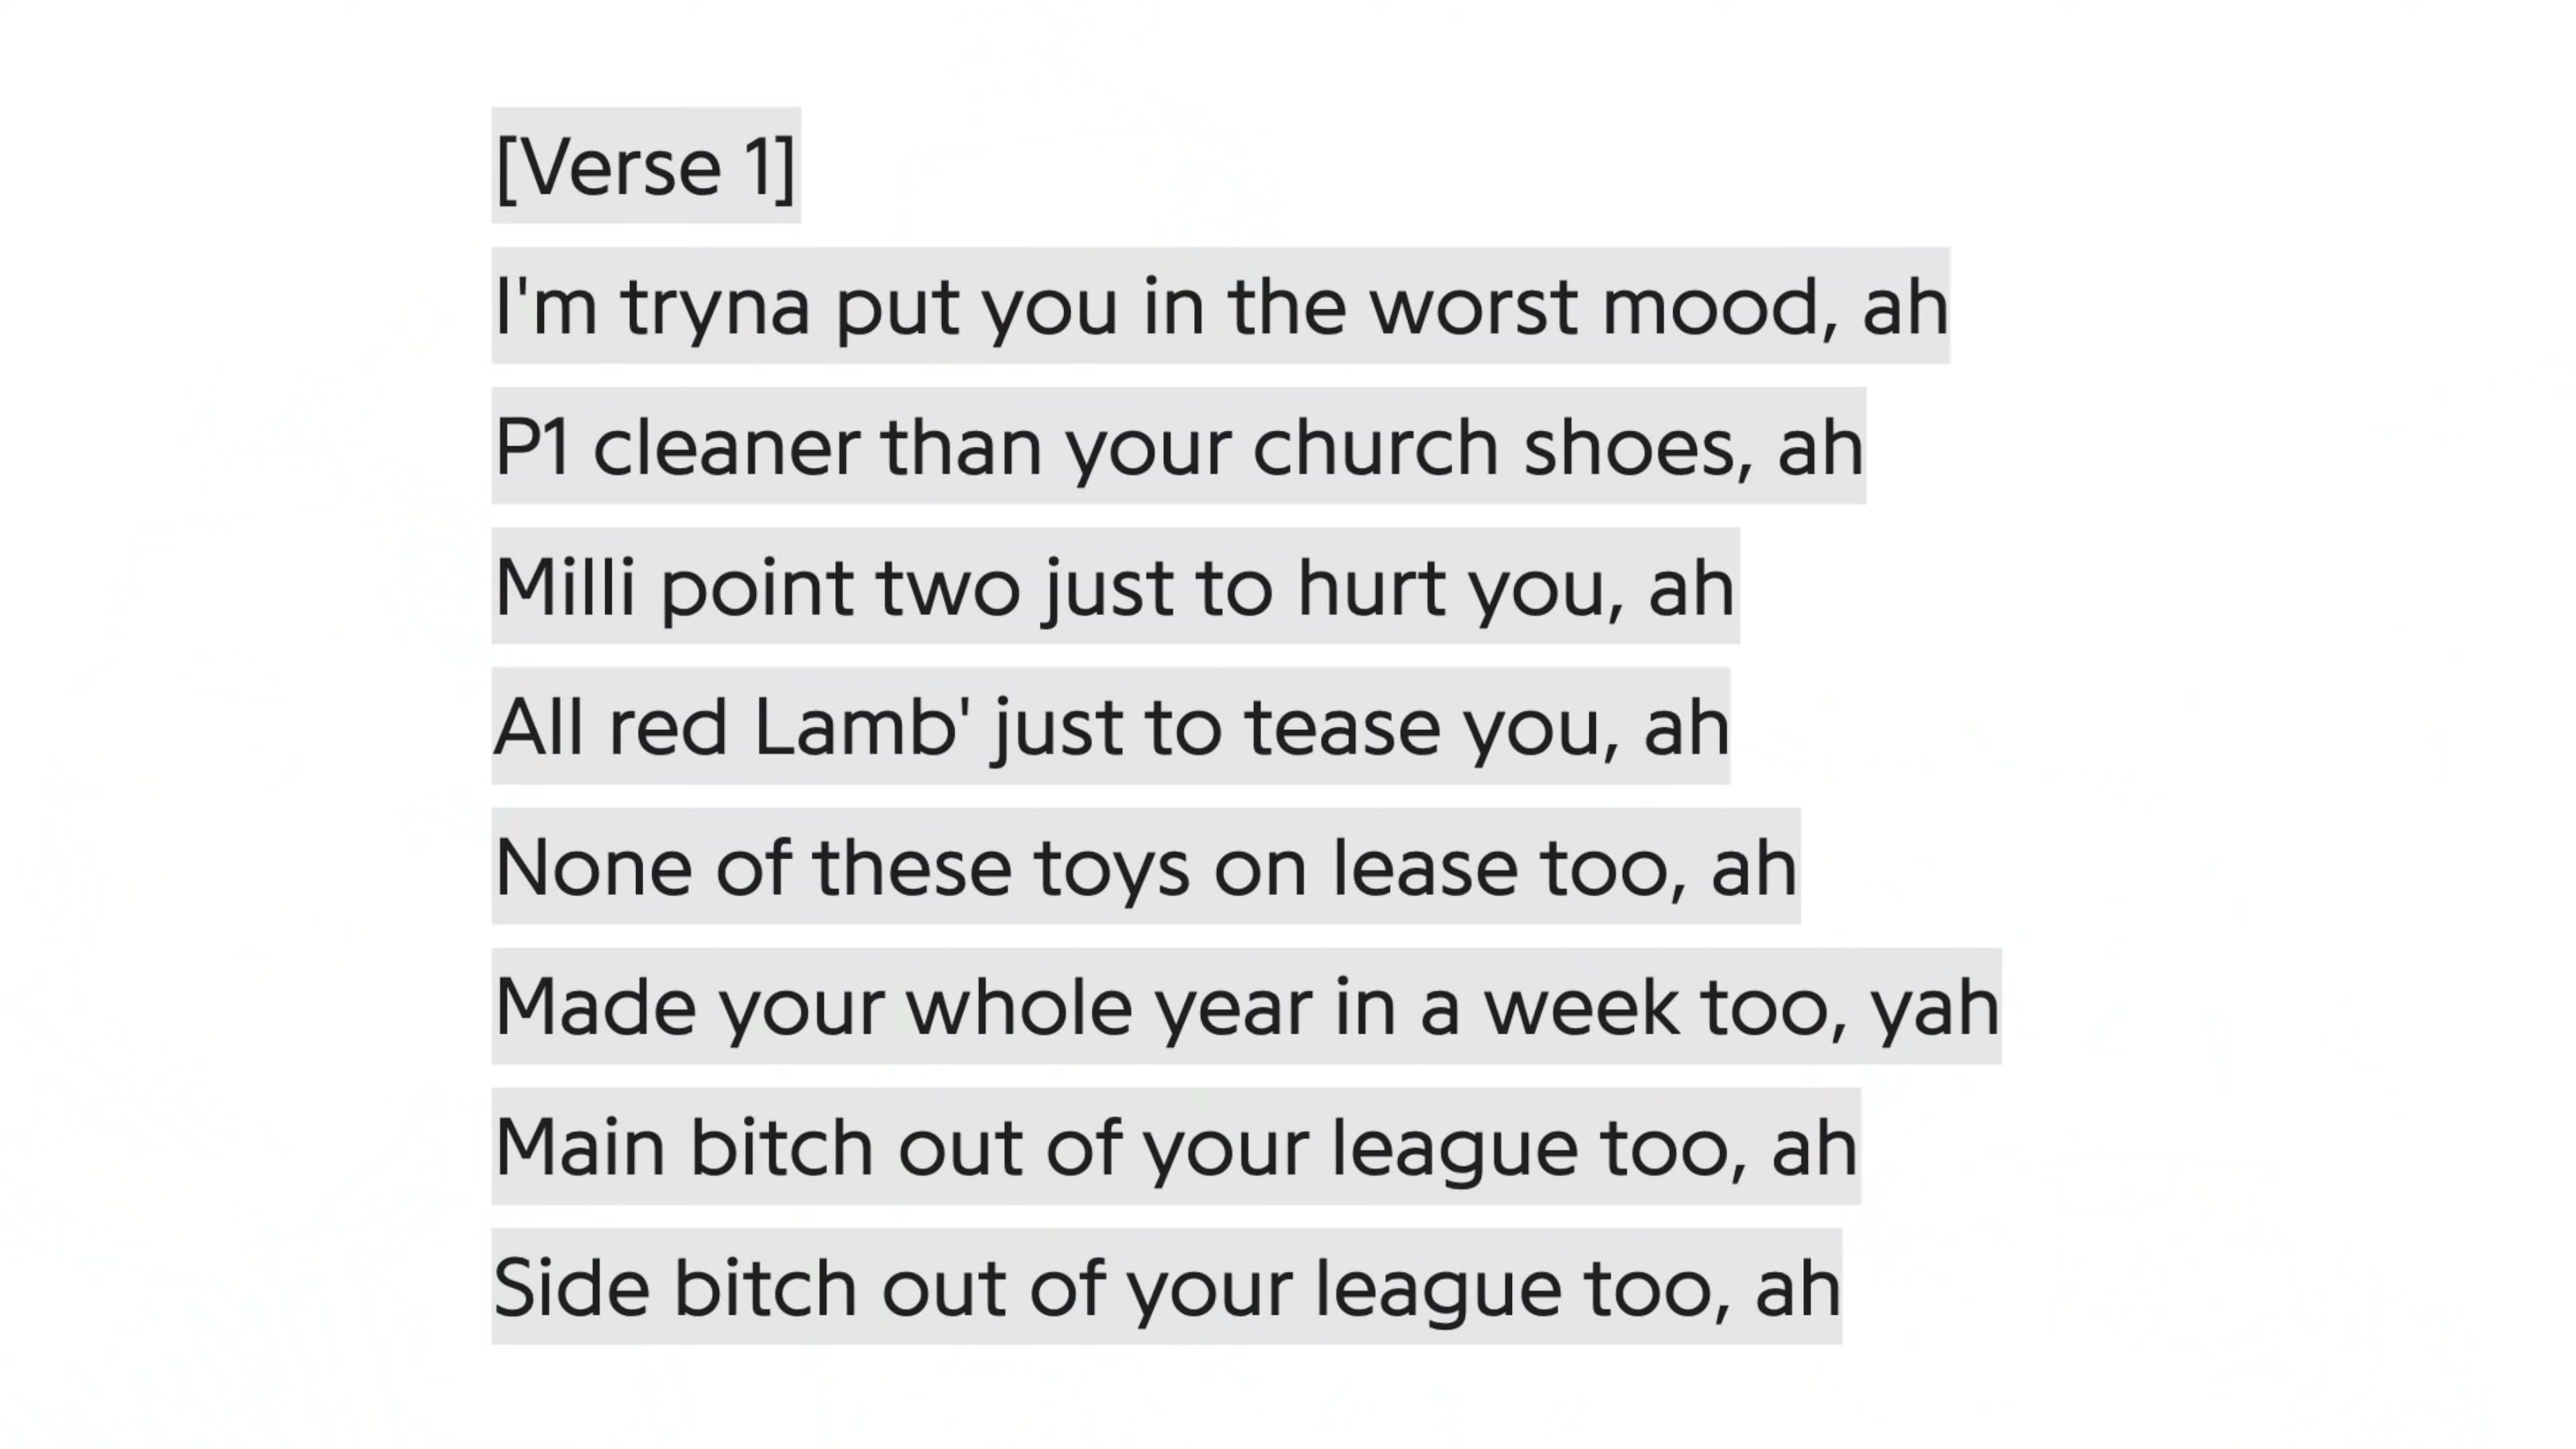 [Verse 1]
I'm tryna put you in the worst mood, ah
P1 cleaner than your church shoes, ah
Milli point two just to hurt you, ah
All red Lamb' just to tease you, ah
None of these toys on lease too, ah
Made your whole year in a week too, yah
Main bitch out of your league too, ah
Side bitch out of your league too, ah